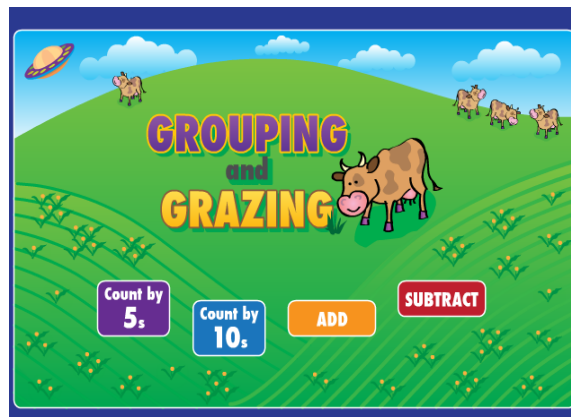 GROUPING
and
GRAZING
Count by
5s
Count by
10s
ADD
SUBTRACT